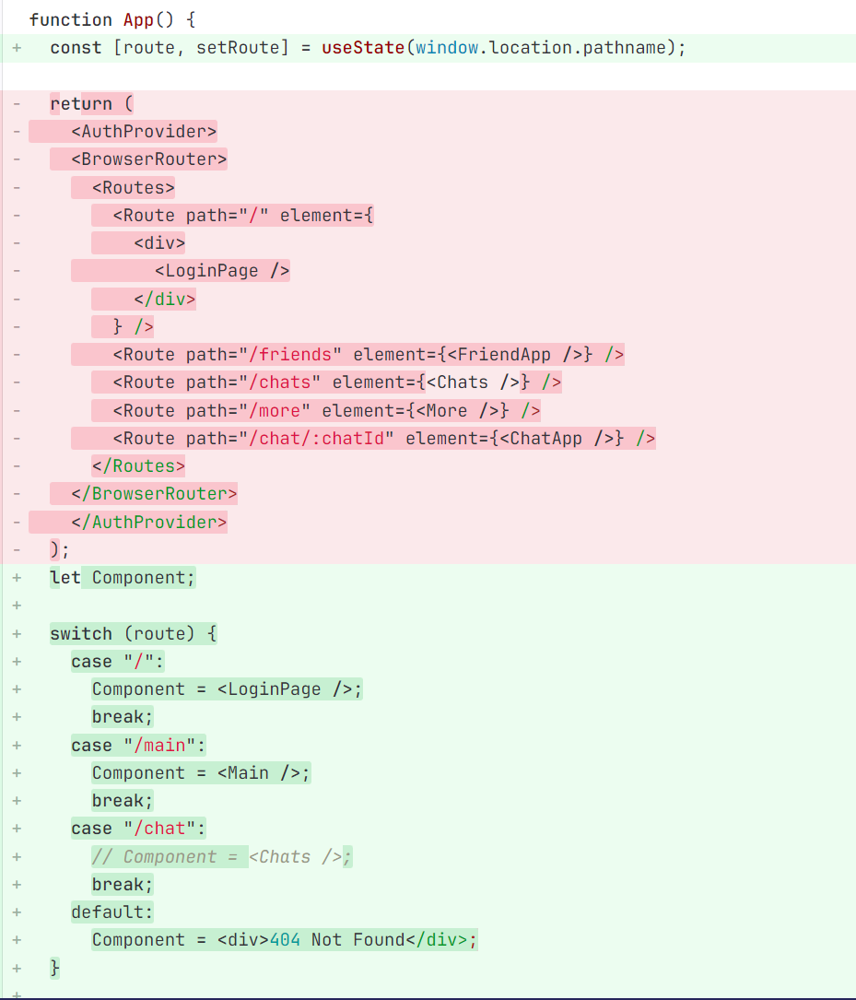 function App() {
+ const [route, setRoute] = useState(window.location.pathname);

- return (
- <AuthProvider>
- <BrowserRouter>
- <Routes>
- <Route path="/" element={
- <div>
- <LoginPage />
- </div>
- } />
- <Route path="/friends" element={<FriendApp />} />
- <Route path="/chats" element={<Chats />} />
- <Route path="/more" element={<More />} />
- <Route path="/chat/:chatId" element={<ChatApp />} />
- </Routes>
- </BrowserRouter>
- </AuthProvider>
- );
+ let Component;
+
+ switch (route) {
+ case "/":
+ Component = <LoginPage />;
+ break;
+ case "/main":
+ Component = <Main />;
+ break;
+ case "/chat":
+ // Component = <Chats />;
+ break;
+ default:
+ Component = <div>404 Not Found</div>;
+ }
+